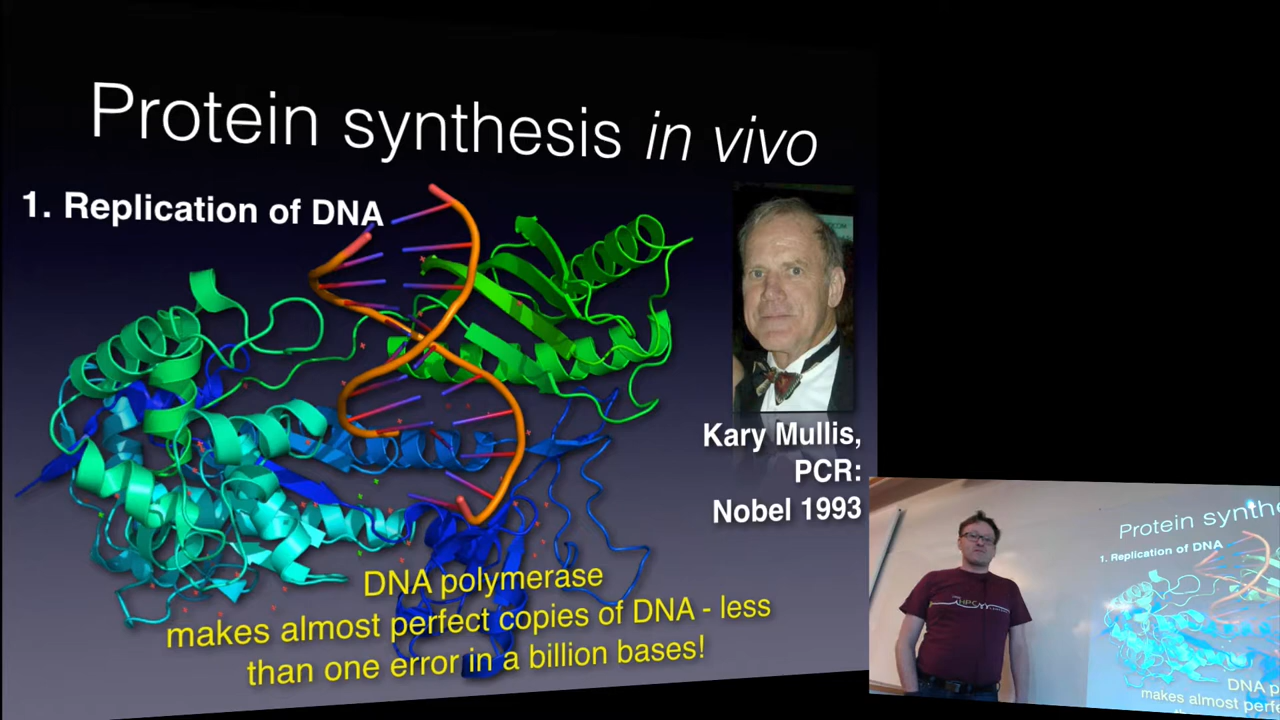 Protein synthesis in vivo
1. Replication of DNA
Kary Mullis,
PCR:
Nobel 1993
DNA polymerase
makes almost perfect copies of DNA - less
than one error in a billion bases!
Protein synthe
1. Replication of DNA
HPC
DNA p
makes almost perfe